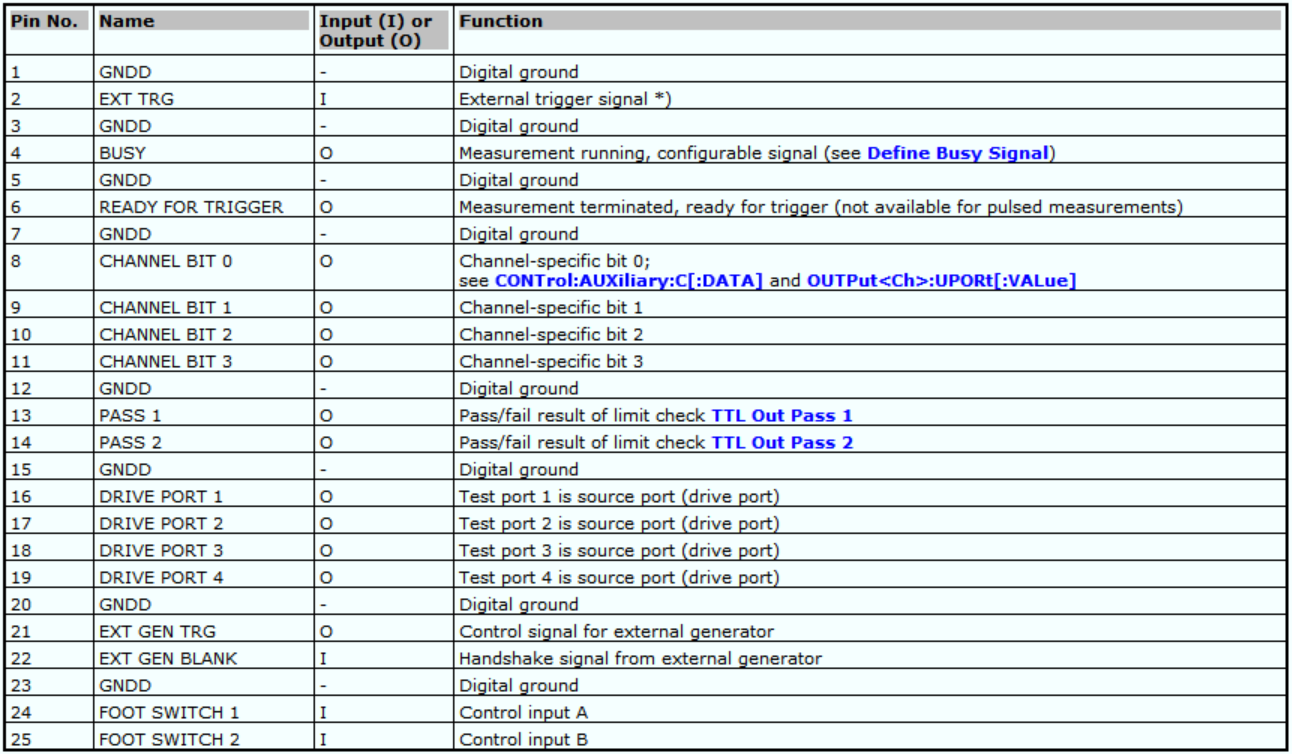 Pin No. Name Input (I) or Output (O) Function
1 GNDD - Digital ground
2 EXT TRG I External trigger signal *)
3 GNDD - Digital ground
4 BUSY O Measurement running, configurable signal (see Define Busy Signal)
5 GNDD - Digital ground
6 READY FOR TRIGGER O Measurement terminated, ready for trigger (not available for pulsed measurements)
7 GNDD - Digital ground
8 CHANNEL BIT 0 O Channel-specific bit 0;
see CONTrol:AUXiliary:C[:DATA] and OUTPut<Ch>:UPORt[:VALue]
9 CHANNEL BIT 1 O Channel-specific bit 1
10 CHANNEL BIT 2 O Channel-specific bit 2
11 CHANNEL BIT 3 O Channel-specific bit 3
12 GNDD - Digital ground
13 PASS 1 O Pass/fail result of limit check TTL Out Pass 1
14 PASS 2 O Pass/fail result of limit check TTL Out Pass 2
15 GNDD - Digital ground
16 DRIVE PORT 1 O Test port 1 is source port (drive port)
17 DRIVE PORT 2 O Test port 2 is source port (drive port)
18 DRIVE PORT 3 O Test port 3 is source port (drive port)
19 DRIVE PORT 4 O Test port 4 is source port (drive port)
20 GNDD - Digital ground
21 EXT GEN TRG O Control signal for external generator
22 EXT GEN BLANK I Handshake signal from external generator
23 GNDD - Digital ground
24 FOOT SWITCH 1 I Control input A
25 FOOT SWITCH 2 I Control input B